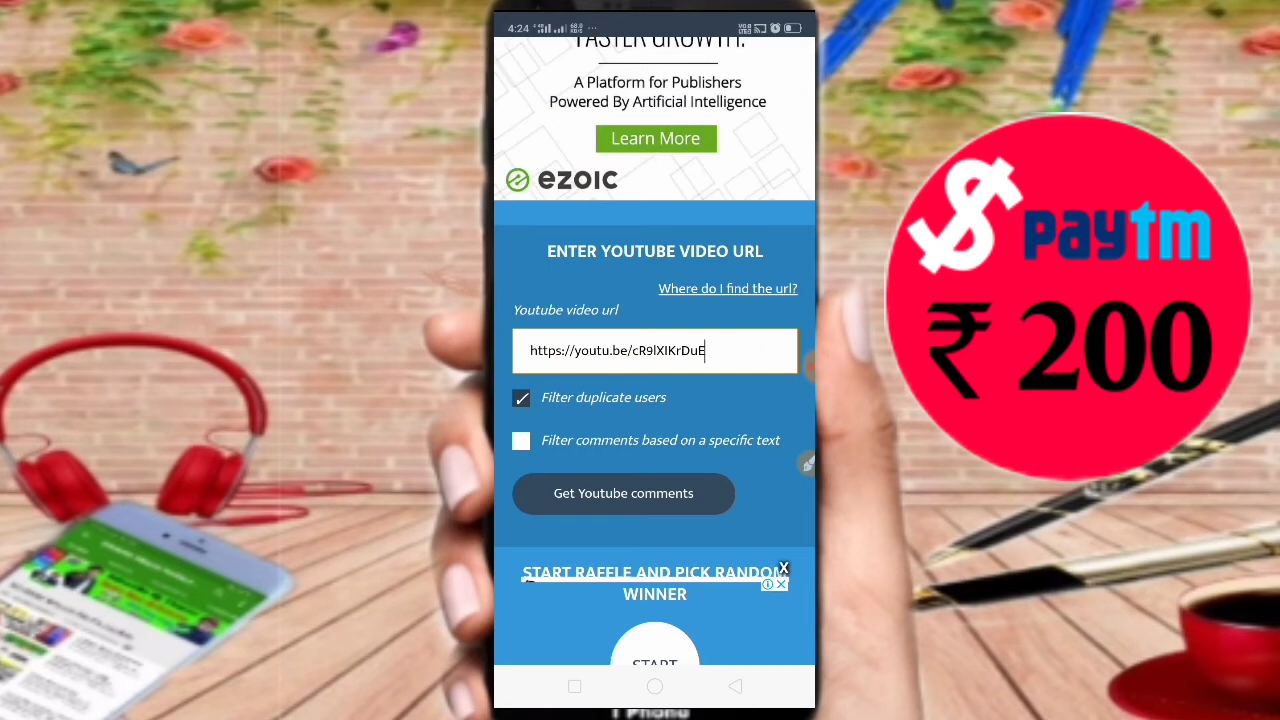 4:24
FASTER GROWTH.
A Platform for Publishers
Powered By Artificial Intelligence
Learn More
ezoic
ENTER YOUTUBE VIDEO URL
Where do I find the url?
Youtube video url
https://youtu.be/cR9lXIKrDuE
Filter duplicate users
Filter comments based on a specific text
Get Youtube comments
START RAFFLE AND PICK RANDOM
X
WINNER
START
$ paytm
₹ 200